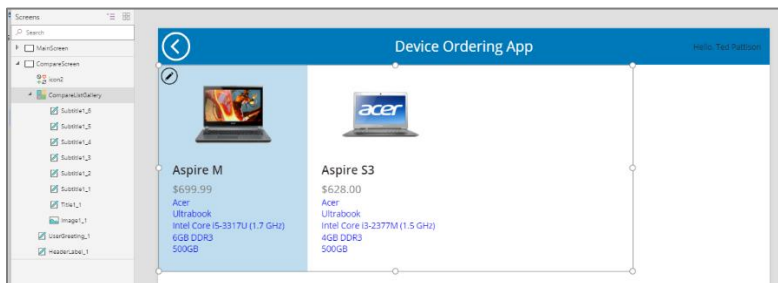 Screens
Search
MainScreen
CompareScreen
icon2
CompareListGallery
Subtitle1_6
Subtitle1_5
Subtitle1_4
Subtitle1_3
Subtitle1_2
Subtitle1_1
Title1_1
Image1_1
UserGreeting_1
HeaderLabel_1
Device Ordering App
Hello, Ted Pattison
acer
Aspire M
$699.99
Acer
Ultrabook
Intel Core i5-3317U (1.7 GHz)
6GB DDR3
500GB
Aspire S3
$628.00
Acer
Ultrabook
Intel Core i3-2377M (1.5 GHz)
4GB DDR3
500GB